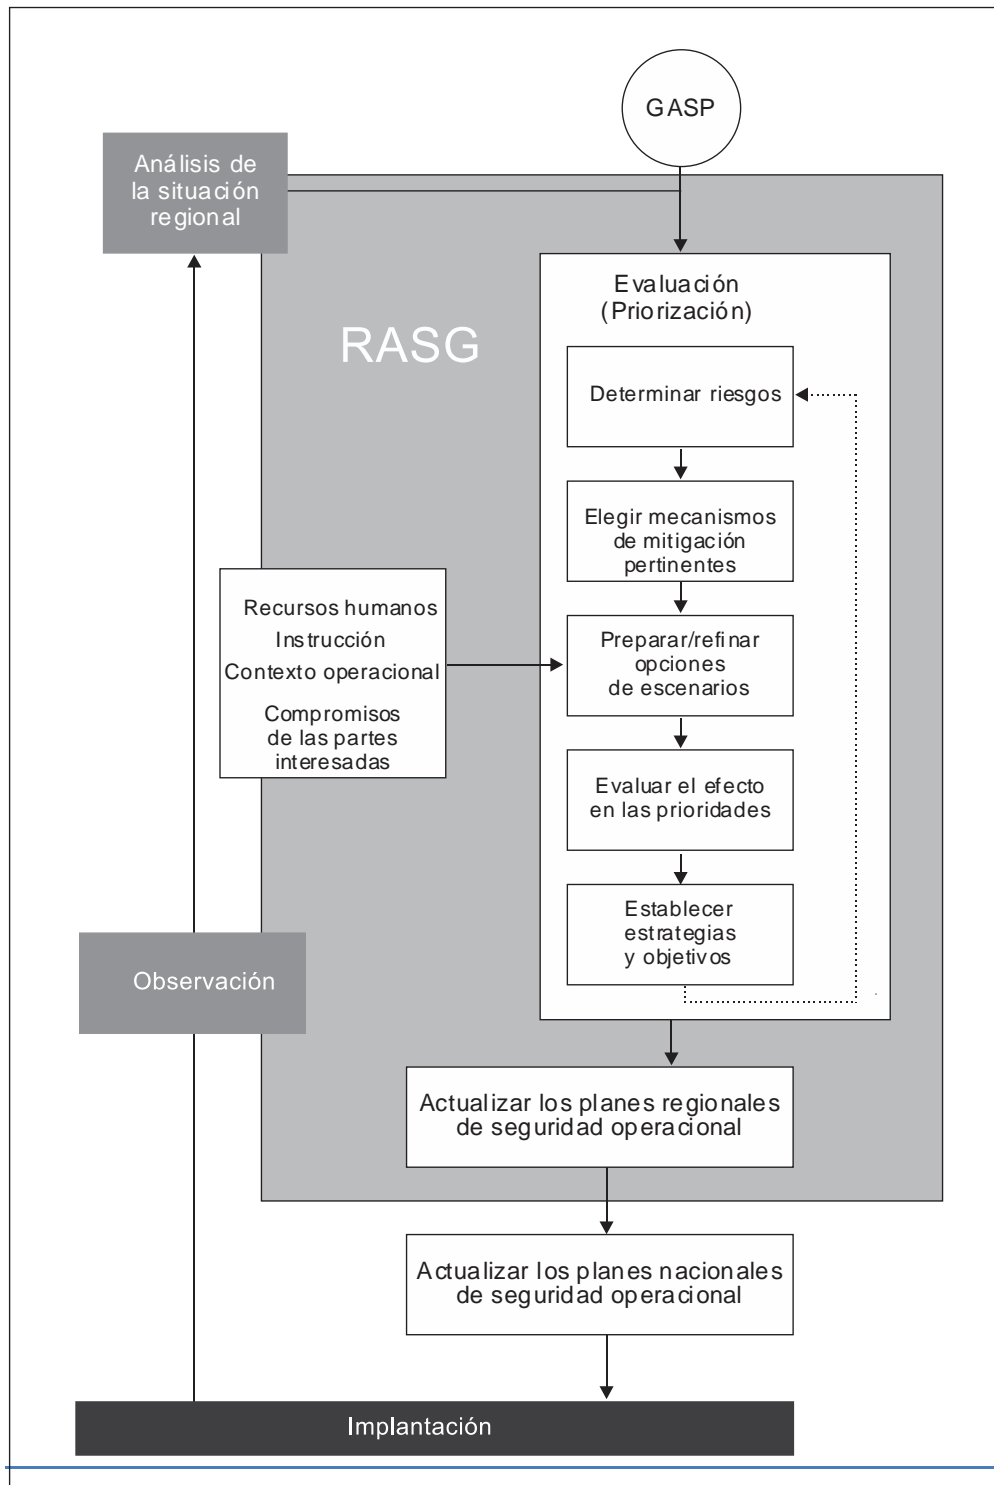 GASP
Análisis de
la situación
regional
RASG
Evaluación
(Priorización)
Determinar riesgos
Elegir mecanismos
de mitigación
pertinentes
Recursos humanos
Instrucción
Contexto operacional
Compromisos
de las partes
interesadas
Preparar/refinar
opciones
de escenarios
Evaluar el efecto
en las prioridades
Establecer
estrategias
y objetivos
Observación
Actualizar los planes regionales
de seguridad operacional
Actualizar los planes nacionales
de seguridad operacional
Implantación